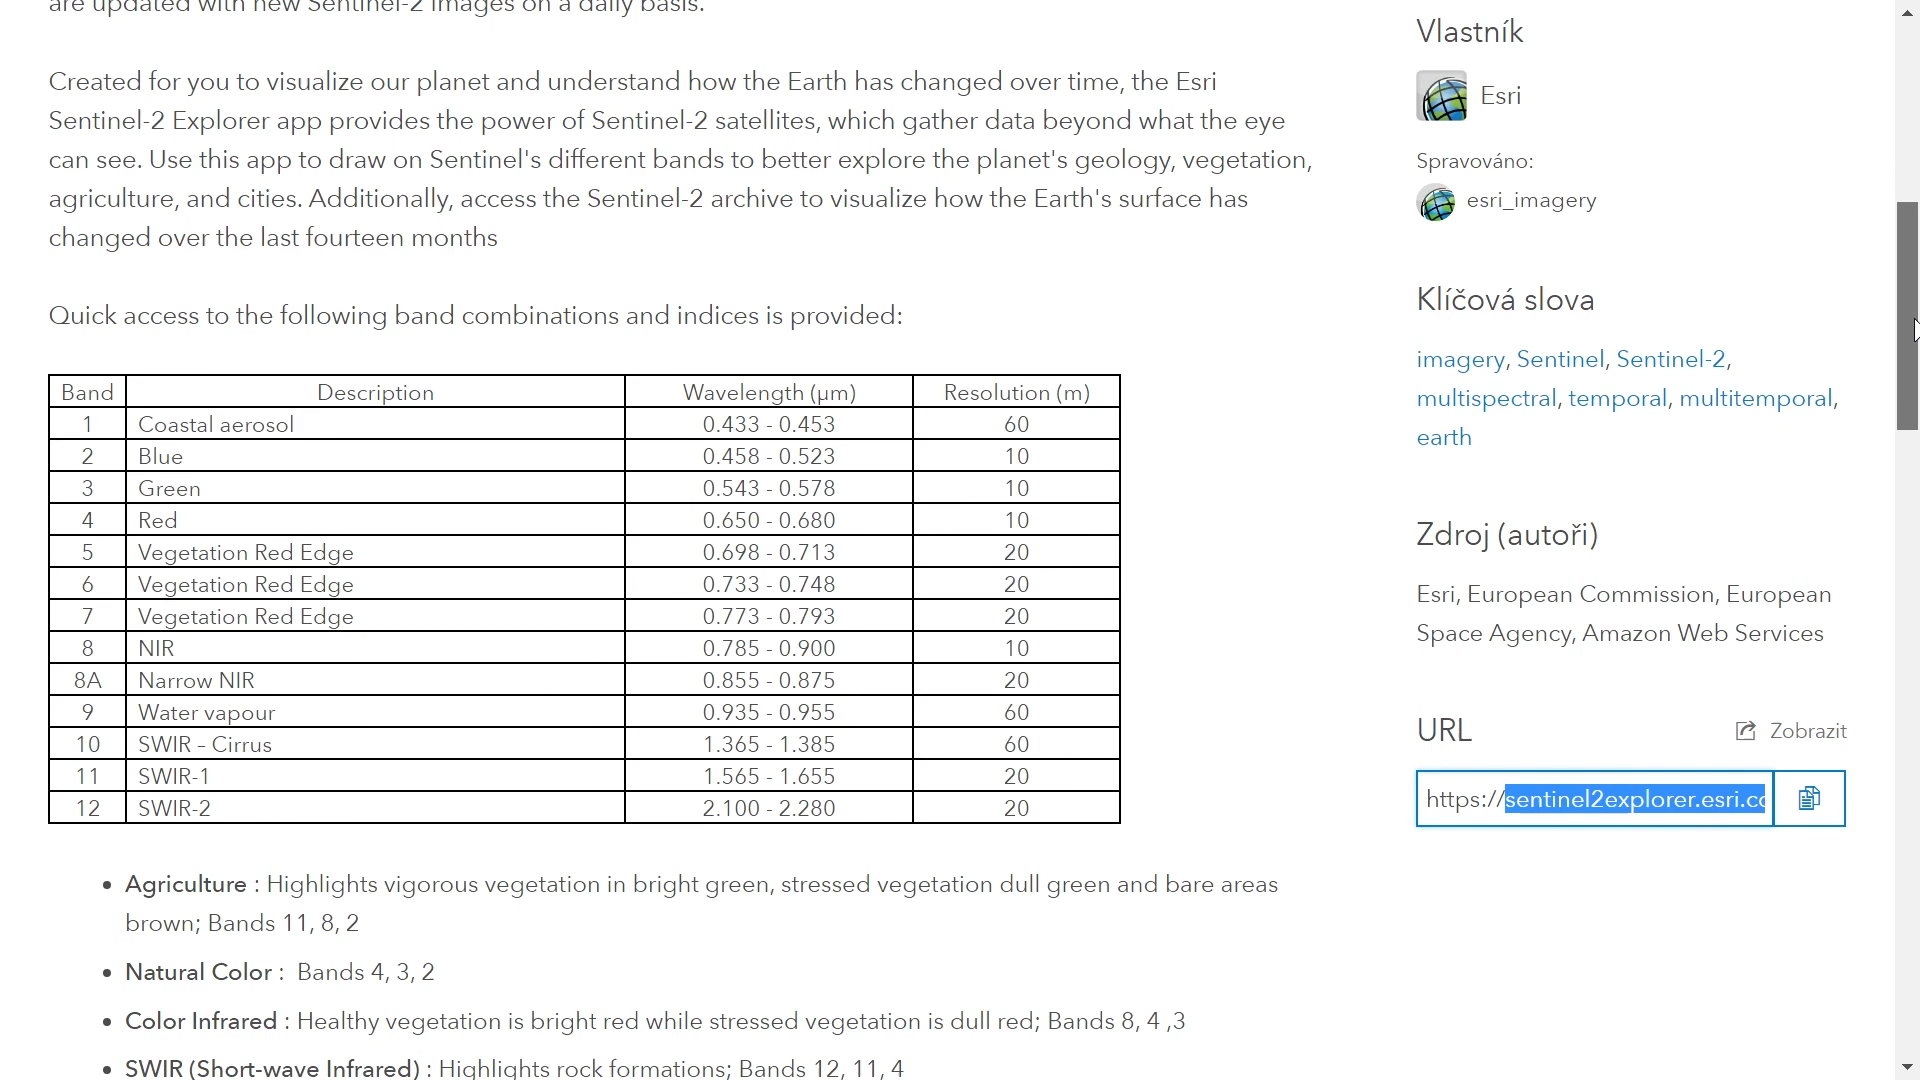 are updated with new Sentinel-2 images on a daily basis.
Created for you to visualize our planet and understand how the Earth has changed over time, the Esri
Sentinel-2 Explorer app provides the power of Sentinel-2 satellites, which gather data beyond what the eye
can see. Use this app to draw on Sentinel's different bands to better explore the planet's geology, vegetation,
agriculture, and cities. Additionally, access the Sentinel-2 archive to visualize how the Earth's surface has
changed over the last fourteen months
Quick access to the following band combinations and indices is provided:
Band Description Wavelength (µm) Resolution (m)
1 Coastal aerosol 0.433 - 0.453 60
2 Blue 0.458 - 0.523 10
3 Green 0.543 - 0.578 10
4 Red 0.650 - 0.680 10
5 Vegetation Red Edge 0.698 - 0.713 20
6 Vegetation Red Edge 0.733 - 0.748 20
7 Vegetation Red Edge 0.773 - 0.793 20
8 NIR 0.785 - 0.900 10
8A Narrow NIR 0.855 - 0.875 20
9 Water vapour 0.935 - 0.955 60
10 SWIR – Cirrus 1.365 - 1.385 60
11 SWIR-1 1.565 - 1.655 20
12 SWIR-2 2.100 - 2.280 20
• Agriculture : Highlights vigorous vegetation in bright green, stressed vegetation dull green and bare areas
brown; Bands 11, 8, 2
• Natural Color : Bands 4, 3, 2
• Color Infrared : Healthy vegetation is bright red while stressed vegetation is dull red; Bands 8, 4 ,3
• SWIR (Short-wave Infrared) : Highlights rock formations; Bands 12, 11, 4
Vlastník
Esri
Spravováno:
esri_imagery
Klíčová slova
imagery, Sentinel, Sentinel-2,
multispectral, temporal, multitemporal,
earth
Zdroj (autoři)
Esri, European Commission, European
Space Agency, Amazon Web Services
URL Zobrazit
https://sentinel2explorer.esri.co